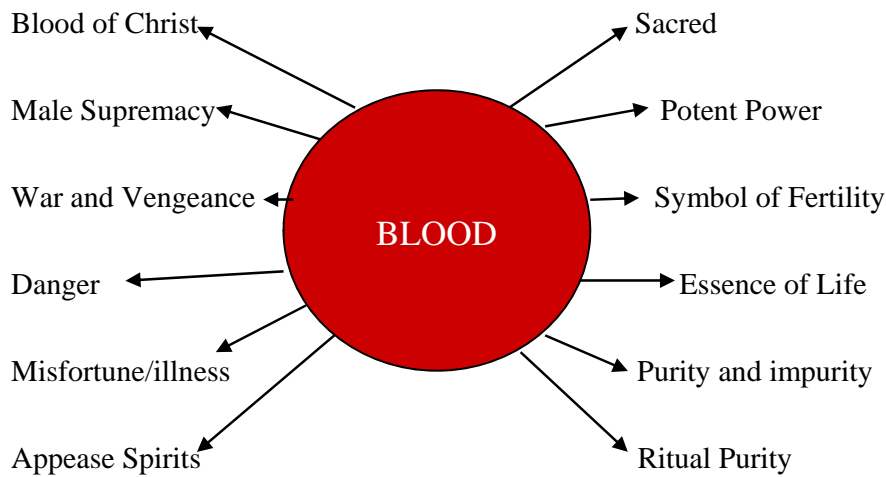 Blood of Christ
Sacred
Male Supremacy
Potent Power
War and Vengeance
Symbol of Fertility
BLOOD
Danger
Essence of Life
Misfortune/illness
Purity and impurity
Appease Spirits
Ritual Purity